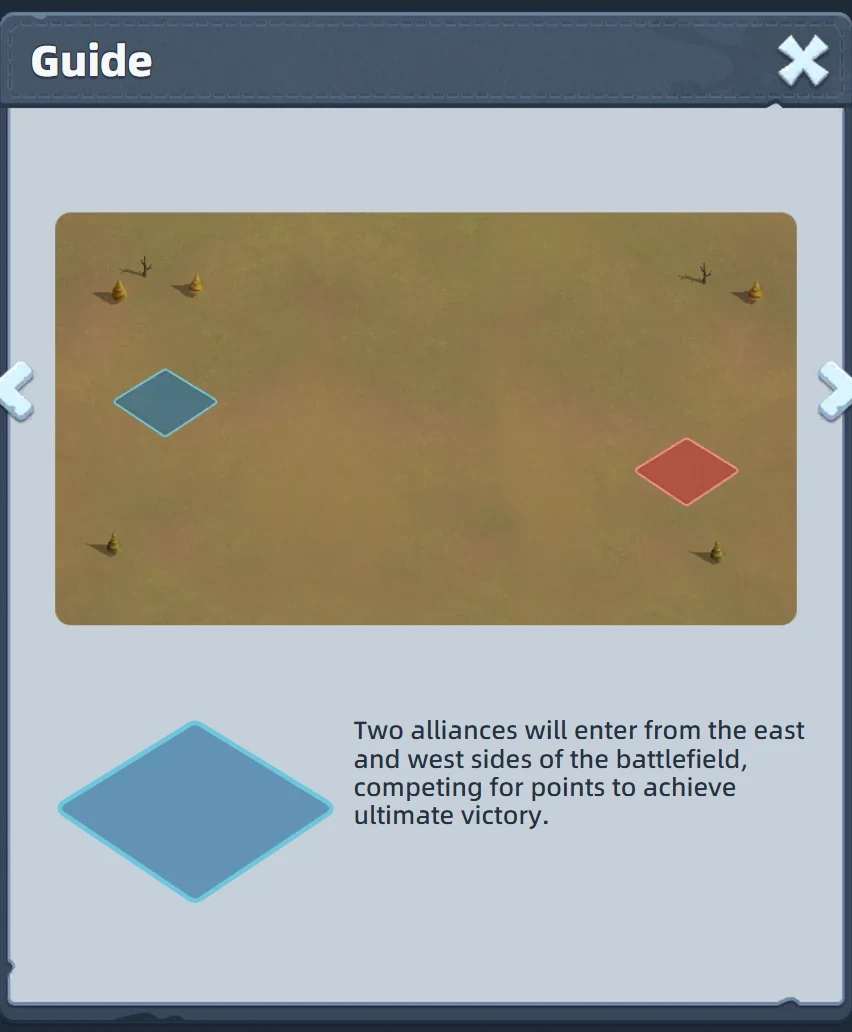 Guide
Two alliances will enter from the east
and west sides of the battlefield,
competing for points to achieve
ultimate victory.